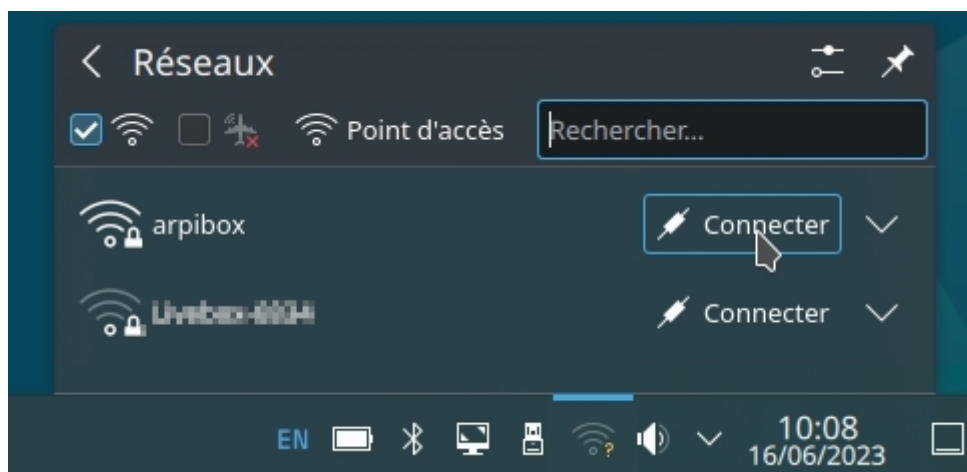 Réseaux
Point d'accès
Rechercher...
arpibox
Connecter
Connecter
EN
10:08
16/06/2023